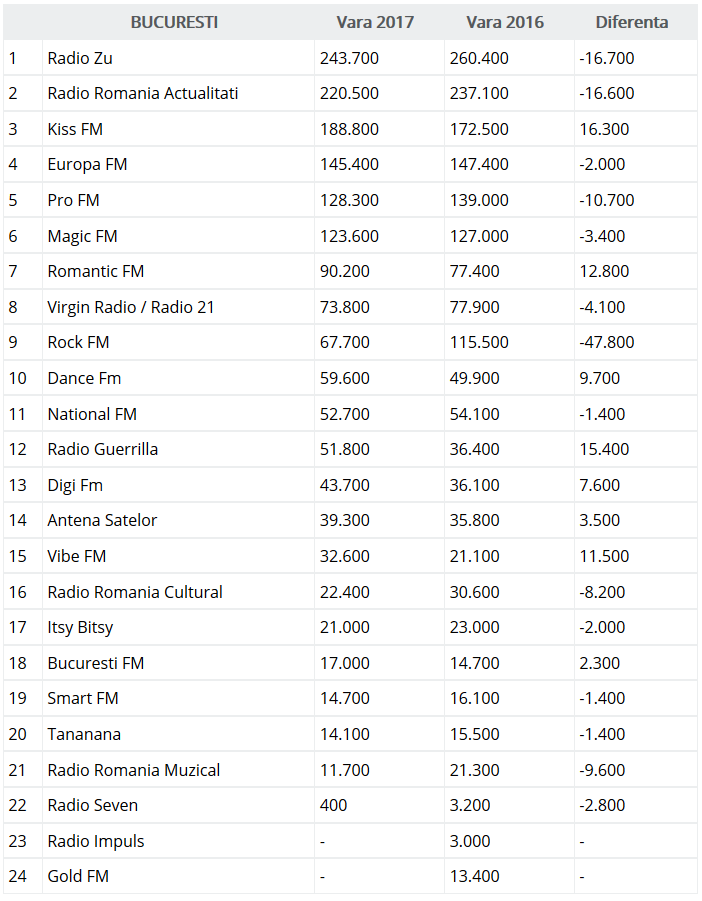 BUCURESTI Vara 2017 Vara 2016 Diferenta
1 Radio Zu 243.700 260.400 -16.700
2 Radio Romania Actualitati 220.500 237.100 -16.600
3 Kiss FM 188.800 172.500 16.300
4 Europa FM 145.400 147.400 -2.000
5 Pro FM 128.300 139.000 -10.700
6 Magic FM 123.600 127.000 -3.400
7 Romantic FM 90.200 77.400 12.800
8 Virgin Radio / Radio 21 73.800 77.900 -4.100
9 Rock FM 67.700 115.500 -47.800
10 Dance Fm 59.600 49.900 9.700
11 National FM 52.700 54.100 -1.400
12 Radio Guerrilla 51.800 36.400 15.400
13 Digi Fm 43.700 36.100 7.600
14 Antena Satelor 39.300 35.800 3.500
15 Vibe FM 32.600 21.100 11.500
16 Radio Romania Cultural 22.400 30.600 -8.200
17 Itsy Bitsy 21.000 23.000 -2.000
18 Bucuresti FM 17.000 14.700 2.300
19 Smart FM 14.700 16.100 -1.400
20 Tananana 14.100 15.500 -1.400
21 Radio Romania Muzical 11.700 21.300 -9.600
22 Radio Seven 400 3.200 -2.800
23 Radio Impuls - 3.000 -
24 Gold FM - 13.400 -